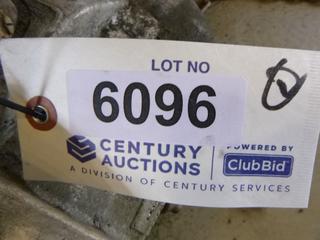 LOT NO
6096
CENTURY
AUCTIONS
POWERED BY
ClubBid
A DIVISION OF CENTURY SERVICES